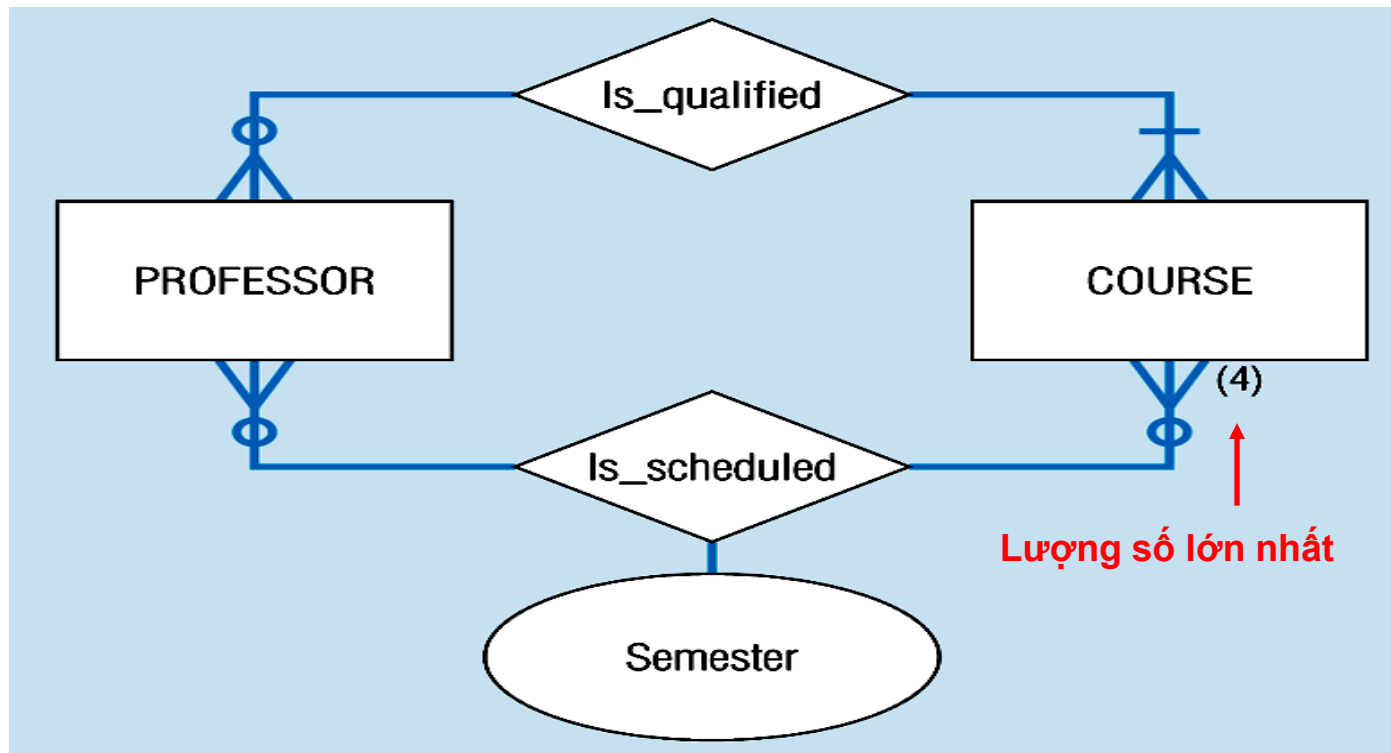 Is_qualified
PROFESSOR
COURSE
(4)
Is_scheduled
Lượng số lớn nhất
Semester